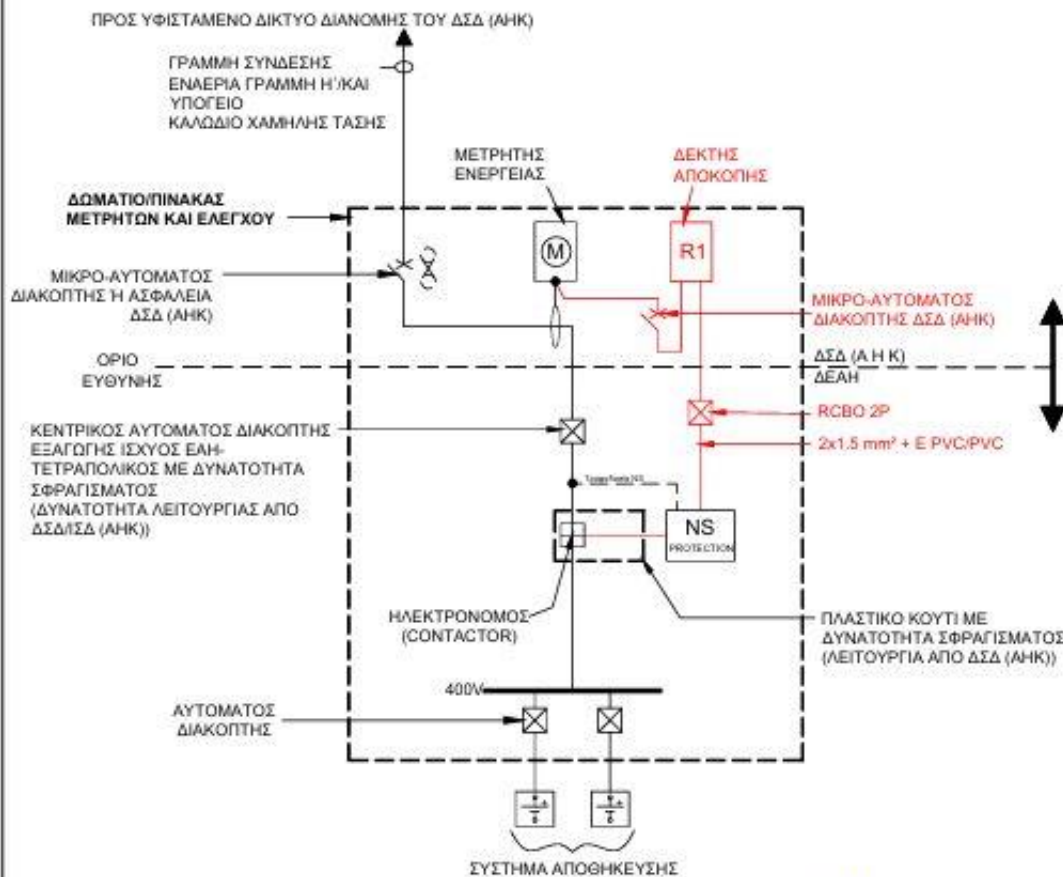 ΠΡΟΣ ΥΦΙΣΤΑΜΕΝΟ ΔΙΚΤΥΟ ΔΙΑΝΟΜΗΣ ΤΟΥ ΔΣΔ (ΑΗΚ)
ΓΡΑΜΜΗ ΣΥΝΔΕΣΗΣ
ΕΝΑΕΡΙΑ ΓΡΑΜΜΗ Η΄/ΚΑΙ
ΥΠΟΓΕΙΟ
ΚΑΛΩΔΙΟ ΧΑΜΗΛΗΣ ΤΑΣΗΣ
ΜΕΤΡΗΤΗΣ
ΕΝΕΡΓΕΙΑΣ
ΔΕΚΤΗΣ
ΑΠΟΚΟΠΗΣ
ΔΩΜΑΤΙΟ/ΠΙΝΑΚΑΣ
ΜΕΤΡΗΤΩΝ ΚΑΙ ΕΛΕΓΧΟΥ
M
R1
ΜΙΚΡΟ-ΑΥΤΟΜΑΤΟΣ
ΔΙΑΚΟΠΤΗΣ Ή ΑΣΦΑΛΕΙΑ
ΔΣΔ (ΑΗΚ)
ΜΙΚΡΟ-ΑΥΤΟΜΑΤΟΣ
ΔΙΑΚΟΠΤΗΣ ΔΣΔ (ΑΗΚ)
ΟΡΙΟ
ΕΥΘΥΝΗΣ
ΔΣΔ (Α Η Κ)
ΔΕΑΗ
ΚΕΝΤΡΙΚΟΣ ΑΥΤΟΜΑΤΟΣ ΔΙΑΚΟΠΤΗΣ
ΕΞΑΓΩΓΗΣ ΙΣΧΥΟΣ ΕΑΗ-
ΤΕΤΡΑΠΟΛΙΚΟΣ ΜΕ ΔΥΝΑΤΟΤΗΤΑ
ΣΦΡΑΓΙΣΜΑΤΟΣ
(ΔΥΝΑΤΟΤΗΤΑ ΛΕΙΤΟΥΡΓΙΑΣ ΑΠΟ
ΔΣΔ/ΙΣΔ (ΑΗΚ))
RCBO 2P
2x1.5 mm² + E PVC/PVC
NS
PROTECTION
ΗΛΕΚΤΡΟΝΟΜΟΣ
(CONTACTOR)
ΠΛΑΣΤΙΚΟ ΚΟΥΤΙ ΜΕ
ΔΥΝΑΤΟΤΗΤΑ ΣΦΡΑΓΙΣΜΑΤΟΣ
(ΛΕΙΤΟΥΡΓΙΑ ΑΠΟ ΔΣΔ (ΑΗΚ))
400V
ΑΥΤΟΜΑΤΟΣ
ΔΙΑΚΟΠΤΗΣ
ΣΥΣΤΗΜΑ ΑΠΟΘΗΚΕΥΣΗΣ